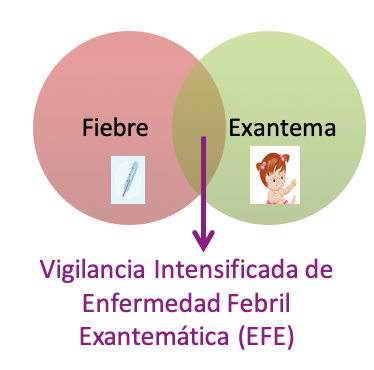 Fiebre
Exantema
Vigilancia Intensificada de
Enfermedad Febril
Exantemática (EFE)